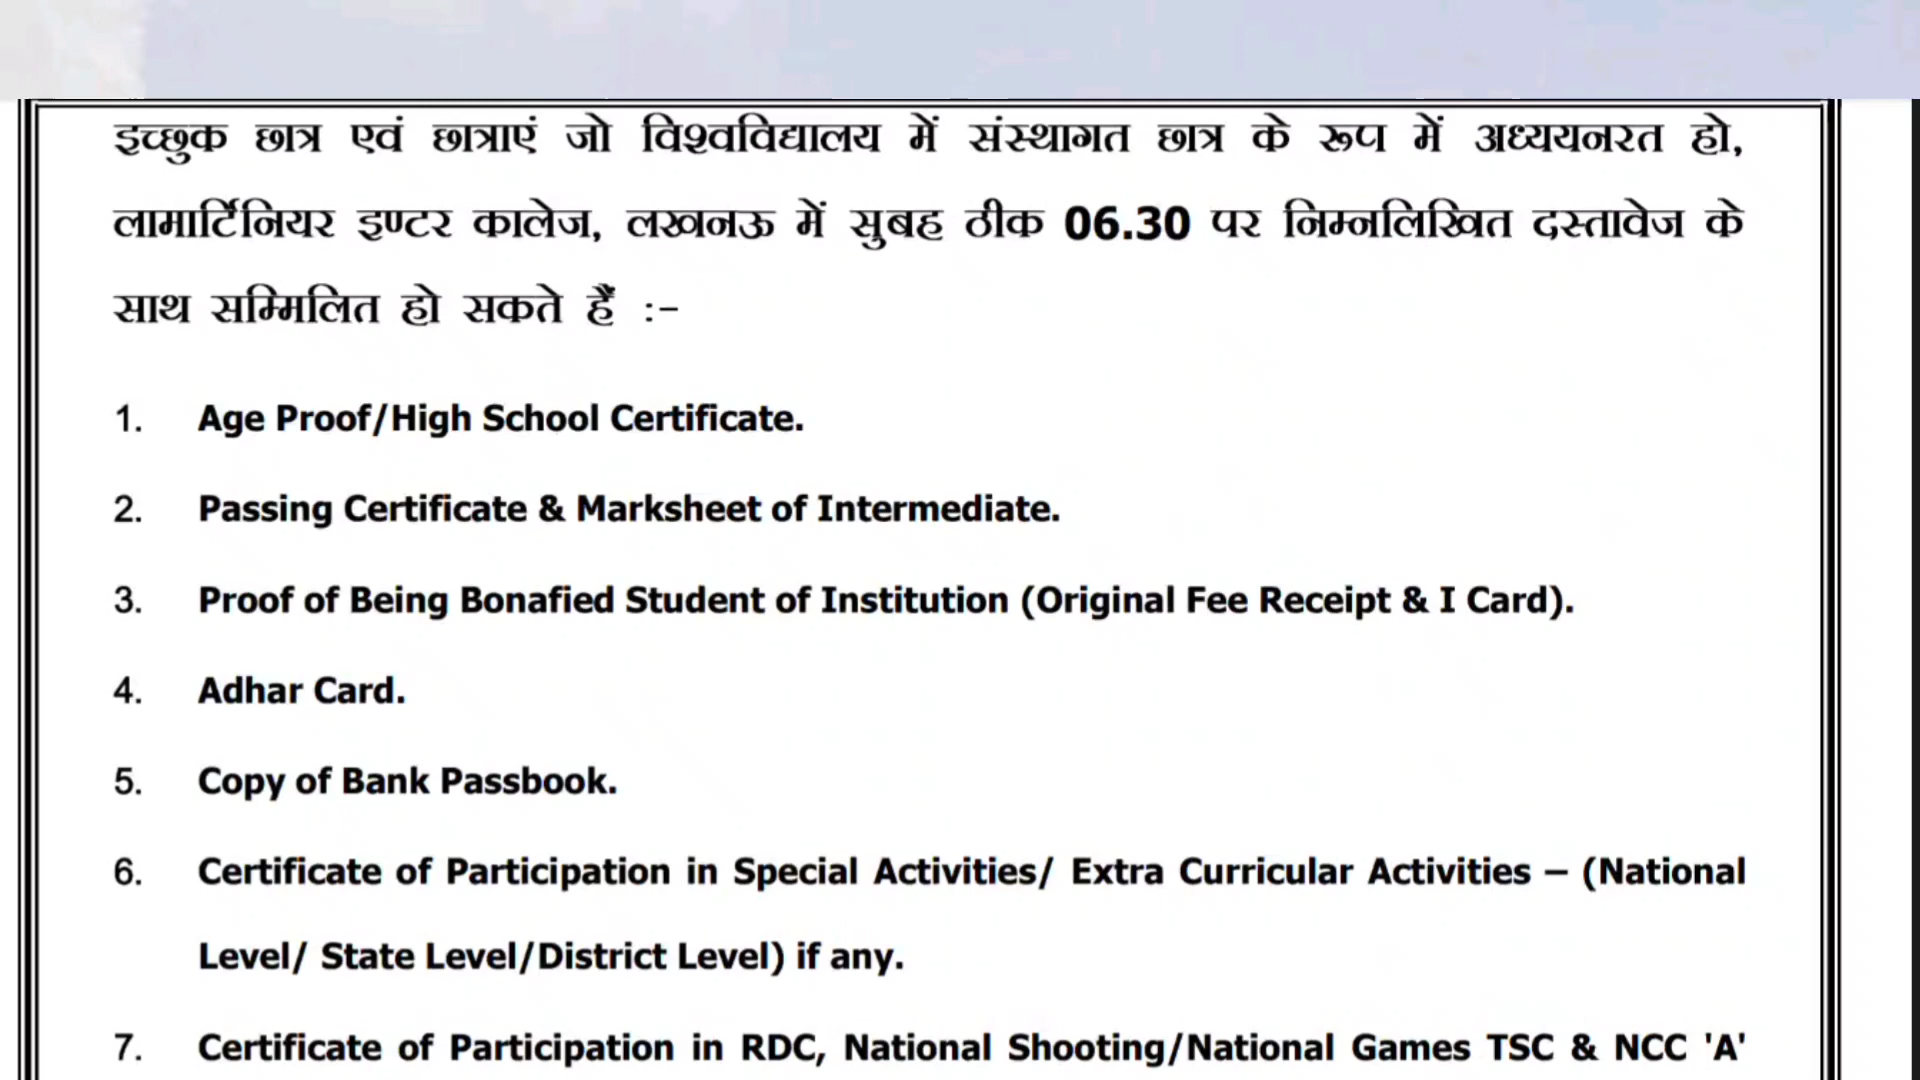 इच्छुक छात्र एवं छात्राएं जो विश्वविद्यालय में संस्थागत छात्र के रूप में अध्ययनरत हो,
लामार्टिनियर इण्टर कालेज, लखनऊ में सुबह ठीक 06.30 पर निम्नलिखित दस्तावेज के
साथ सम्मिलित हो सकते हैं :-
1. Age Proof/High School Certificate.
2. Passing Certificate & Marksheet of Intermediate.
3. Proof of Being Bonafied Student of Institution (Original Fee Receipt & I Card).
4. Adhar Card.
5. Copy of Bank Passbook.
6. Certificate of Participation in Special Activities/ Extra Curricular Activities – (National
Level/ State Level/District Level) if any.
7. Certificate of Participation in RDC, National Shooting/National Games TSC & NCC 'A'